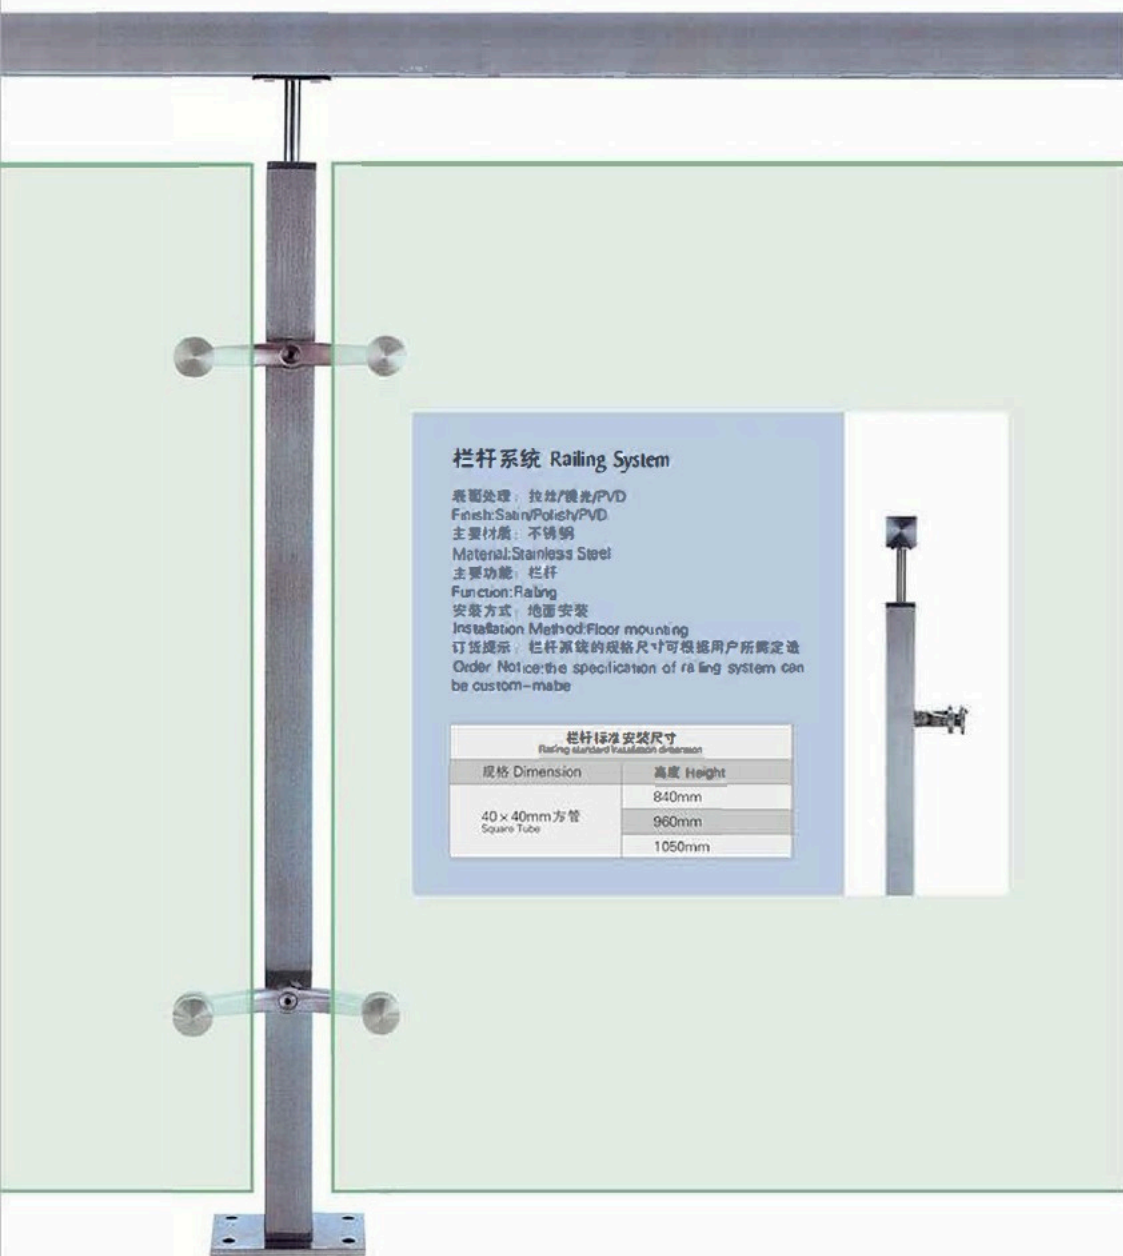 栏杆系统 Railing System
表面处理：拉丝/镜光/PVD
Finish:Satin/Polish/PVD
主要材质：不锈钢
Material:Stainless Steel
主要功能：栏杆
Function:Railing
安装方式：地面安装
Installation Method:Floor mounting
订货提示：栏杆系统的规格尺寸可根据用户所需定造
Order Notice:the specification of railing system can
be custom-mabe
栏杆标准安装尺寸
Railing standard installation dimension
规格 Dimension 高度 Height
840mm
40×40mm方管
Square Tube
960mm
1050mm